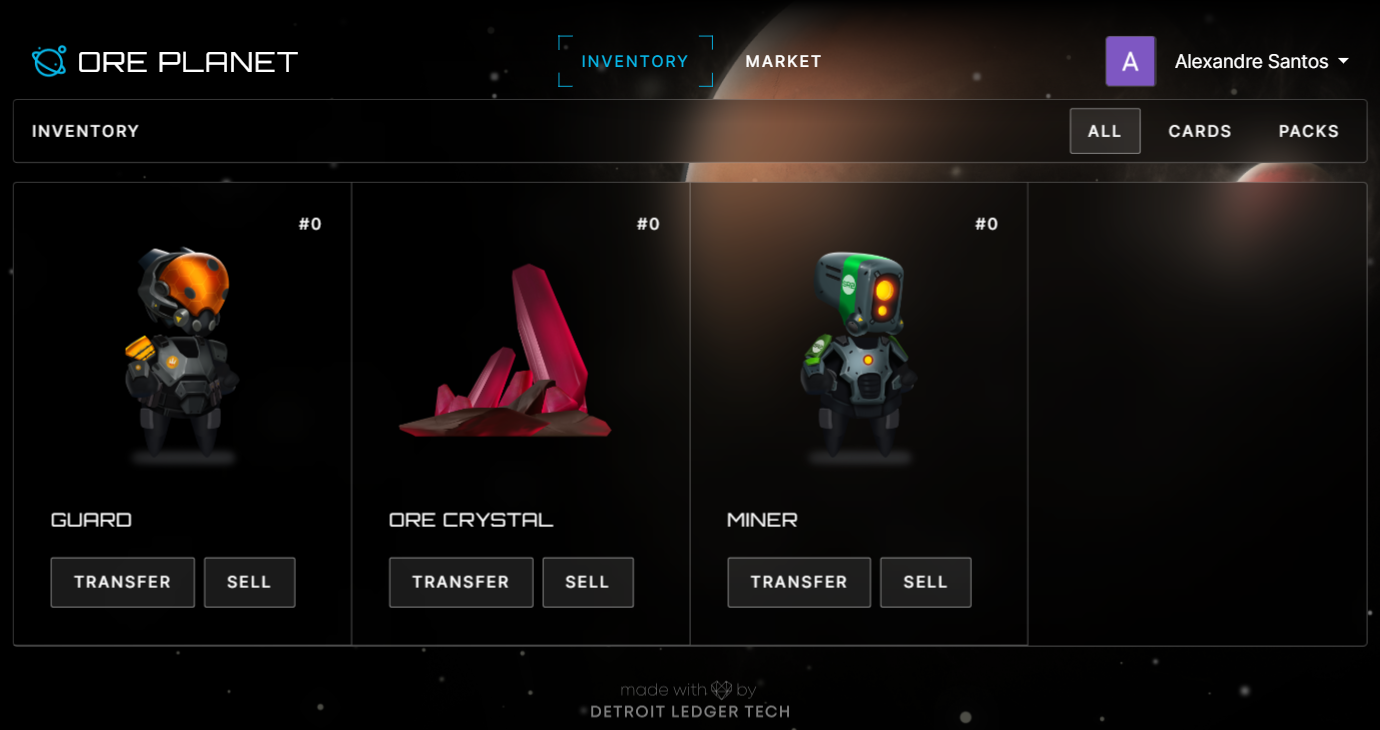 ORE PLANET
INVENTORY
MARKET
A
Alexandre Santos
INVENTORY
ALL
CARDS
PACKS
#0
#0
#0
GUARD
ORE CRYSTAL
MINER
TRANSFER
SELL
TRANSFER
SELL
TRANSFER
SELL
made with by
DETROIT LEDGER TECH